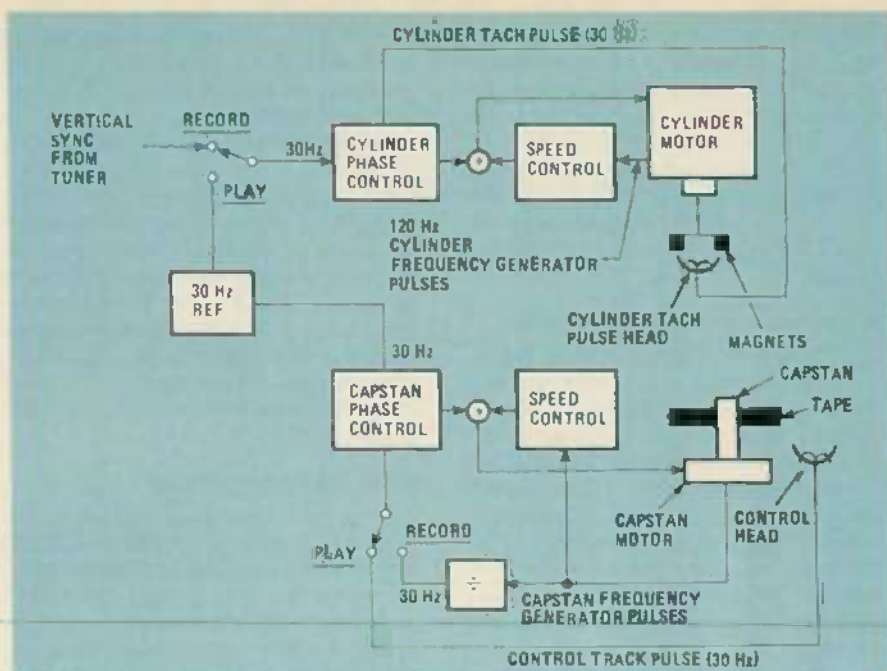 CYLINDER TACH PULSE (30
VERTICAL
SYNC
FROM
TUNER
RECORD
PLAY
30Hz
CYLINDER
PHASE
CONTROL
SPEED
CONTROL
CYLINDER
MOTOR
120 Hz
CYLINDER
FREQUENCY GENERATOR
PULSES
CYLINDER TACH
PULSE HEAD
MAGNETS
30 Hz
REF
30 Hz
CAPSTAN
PHASE
CONTROL
SPEED
CONTROL
CAPSTAN
TAPE
CAPSTAN
MOTOR
CONTROL
HEAD
PLAY
RECORD
30 Hz
÷
CAPSTAN FREQUENCY
GENERATOR PULSES
CONTROL TRACK PULSE (30 Hz)